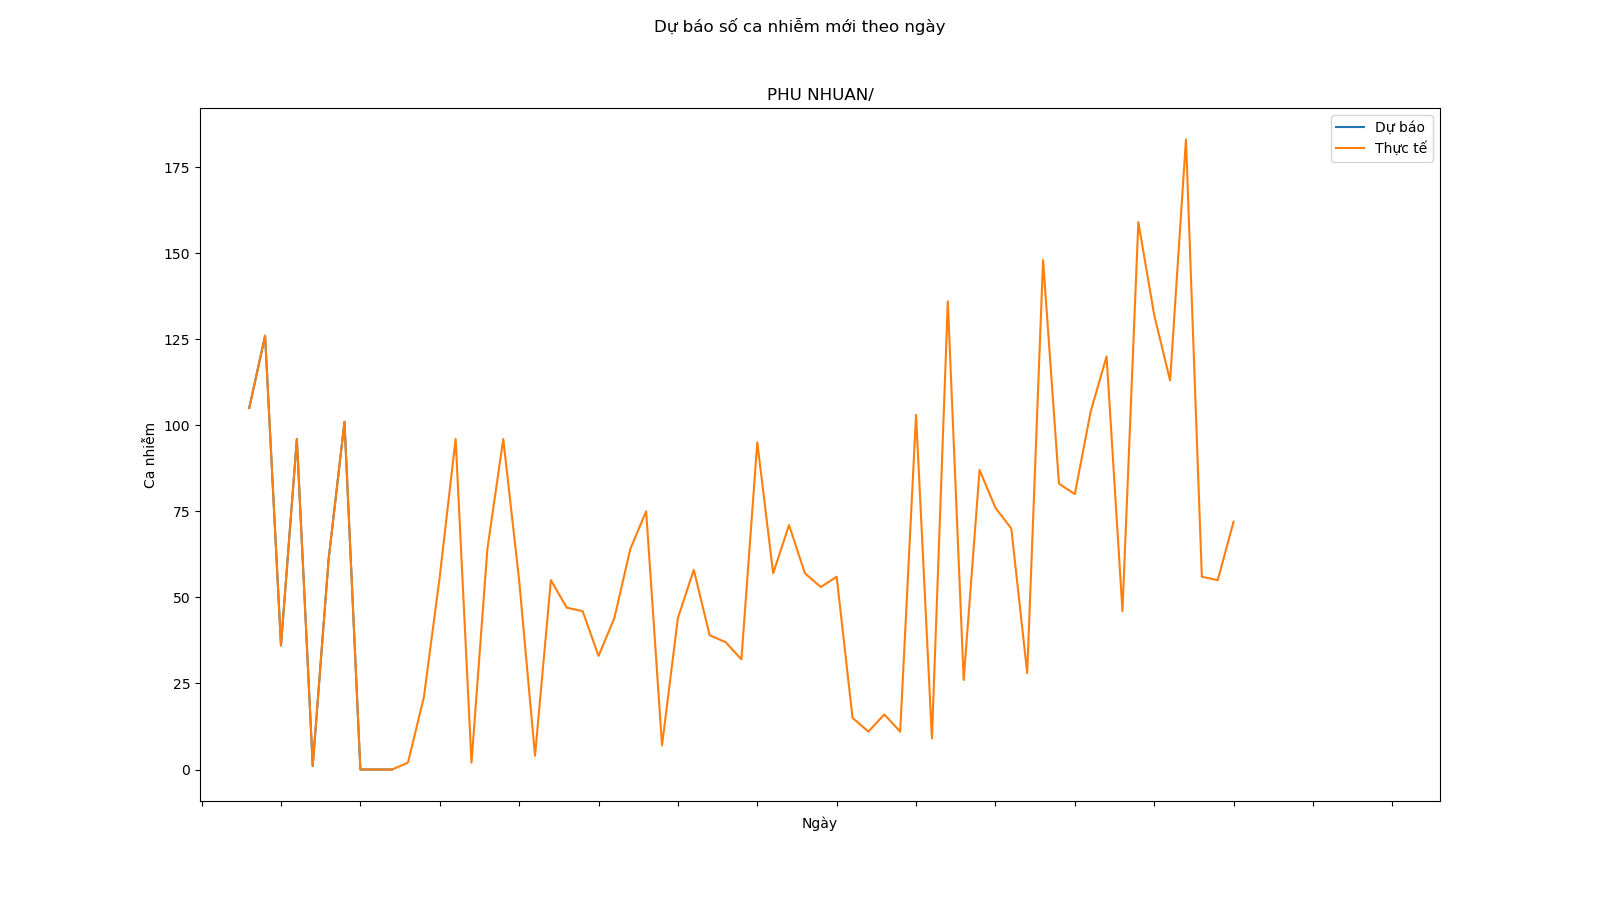 Dự báo số ca nhiễm mới theo ngày
PHU NHUAN/
Dự báo
Thực tế
175
150
125
100
75
50
25
0
Ca nhiễm
Ngày